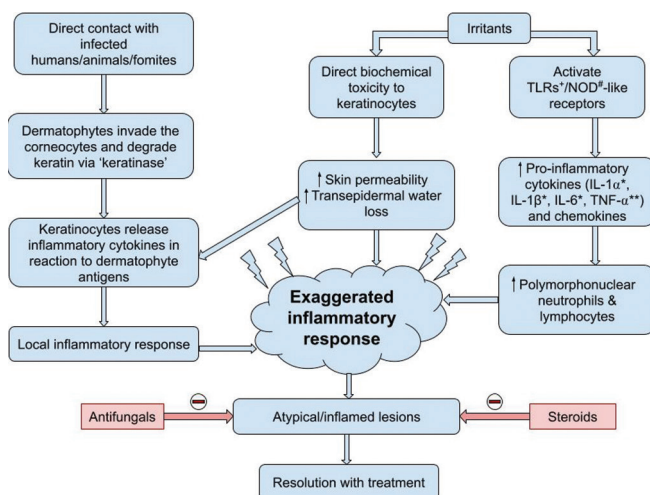 Direct contact with
infected
humans/animals/fomites
Dermatophytes invade the
corneocytes and degrade
keratin via ‘keratinase’
Keratinocytes release
inflammatory cytokines in
reaction to dermatophyte
antigens
Local inflammatory response
Irritants
Direct biochemical
toxicity to
keratinocytes
Activate
TLRs⁺/NOD#-like
receptors
↑ Skin permeability
↑ Transepidermal water
loss
↑ Pro-inflammatory
cytokines (IL-1α*,
IL-1β*, IL-6*, TNF-α**)
and chemokines
↑ Polymorphonuclear
neutrophils &
lymphocytes
Exaggerated
inflammatory
response
Antifungals
Atypical/inflamed lesions
Steroids
Resolution with treatment